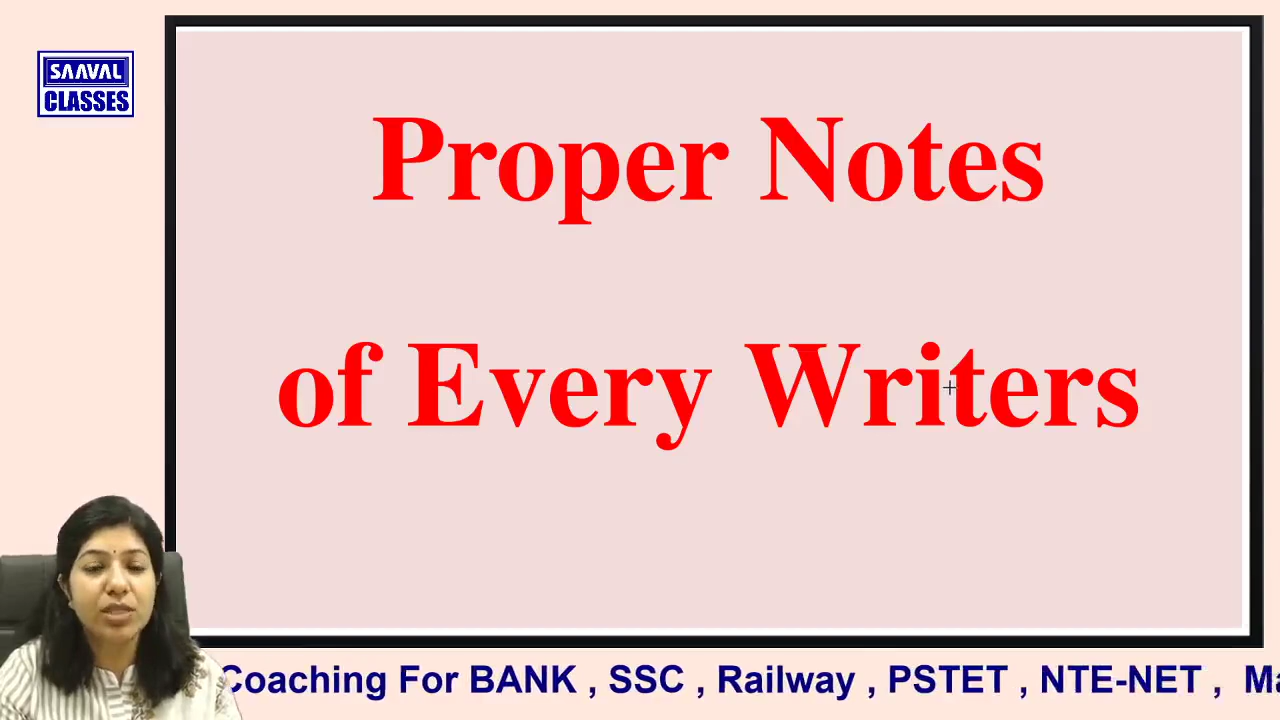 SAAVAL
CLASSES
Proper Notes
of Every Writers
Coaching For BANK , SSC , Railway , PSTET , NTE-NET ,